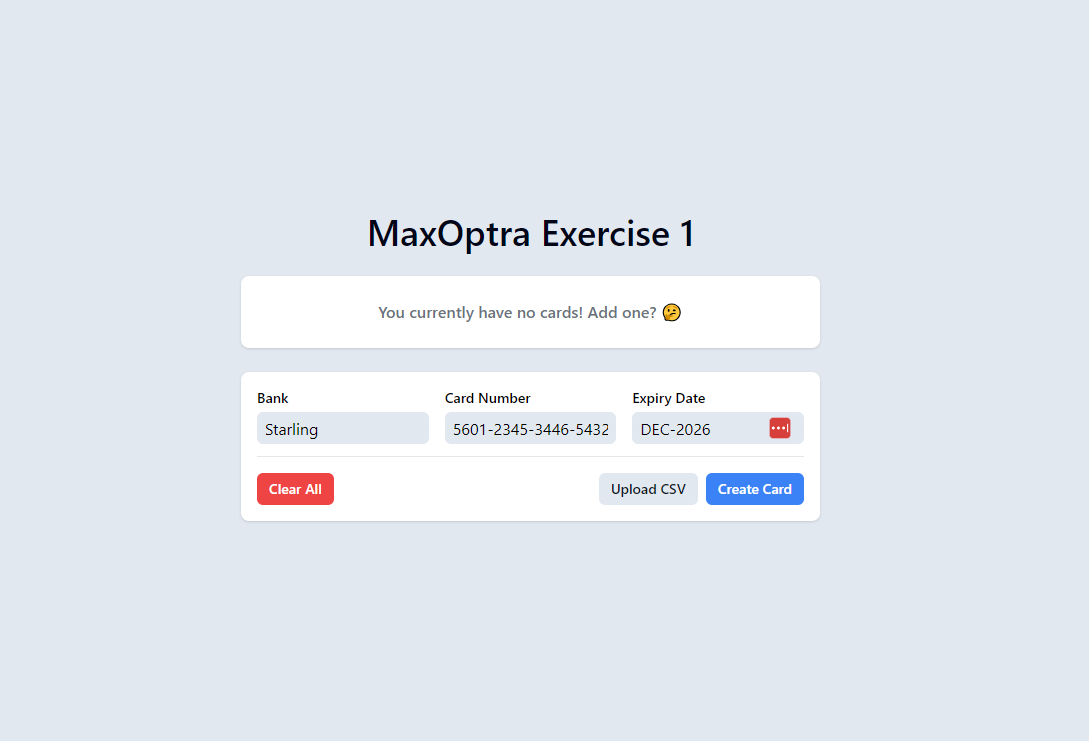 MaxOptra Exercise 1
You currently have no cards! Add one? 🤔
Bank Card Number Expiry Date
Starling 5601-2345-3446-5432 DEC-2026
Clear All Upload CSV Create Card